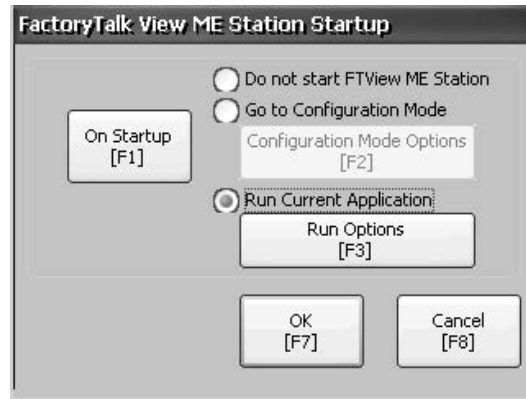 FactoryTalk View ME Station Startup
Do not start FTView ME Station
Go to Configuration Mode
On Startup
[F1]
Configuration Mode Options
[F2]
Run Current Application
Run Options
[F3]
OK
[F7]
Cancel
[F8]